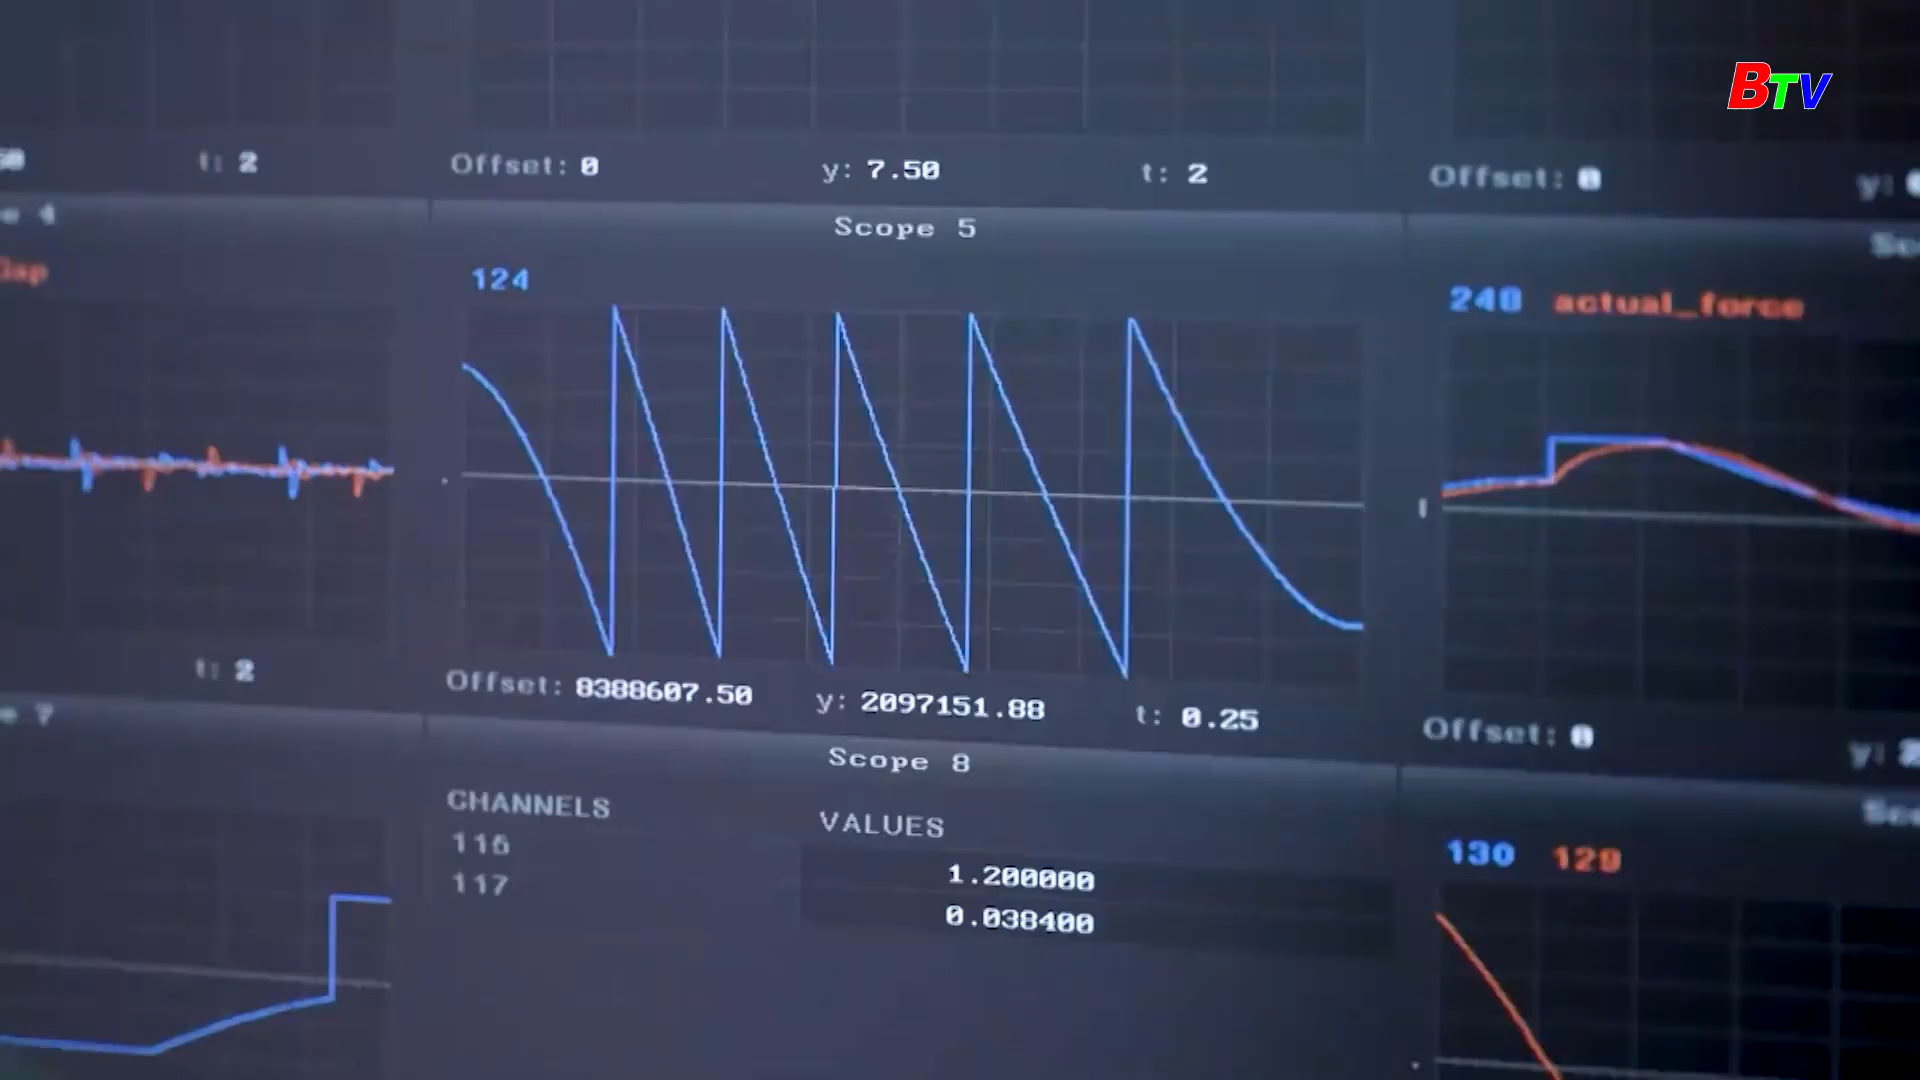 BTV
t: 2
Offset: 0 y: 7.50 t: 2
Offset: 0 y:
Scope 5
124
240 actual_force
t: 2
Offset: 8388607.50 y: 2097151.88 t: 0.25
Offset: 0 y:
Scope 8
CHANNELS VALUES
116 1.200000
117 0.038400
130 129